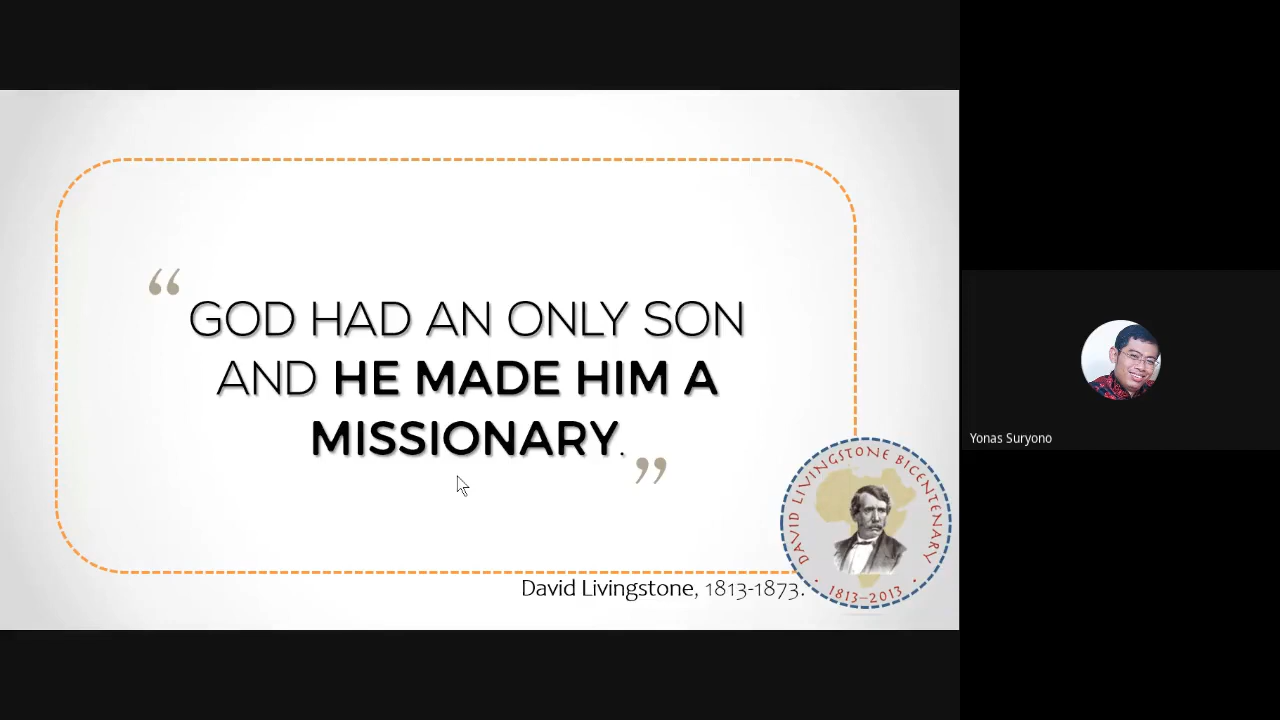 “GOD HAD AN ONLY SON
AND HE MADE HIM A
MISSIONARY.”
David Livingstone, 1813-1873.
DAVID LIVINGSTONE BICENTENARY
• 1813–2013 •
Yonas Suryono